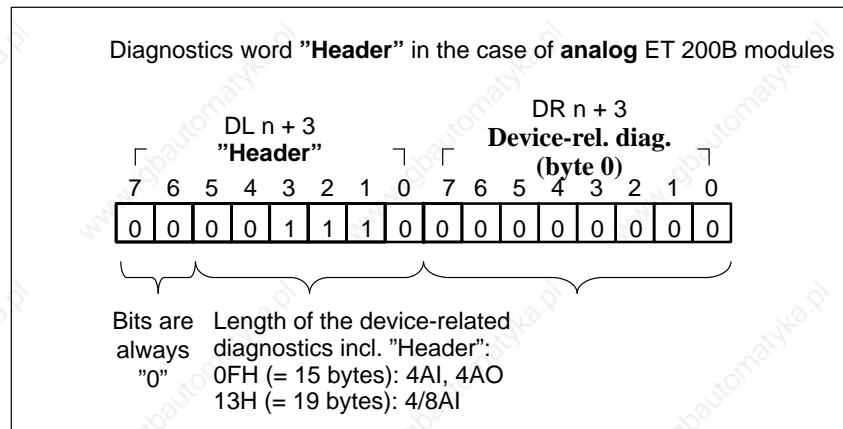 Diagnostics word ”Header” in the case of analog ET 200B modules
DL n + 3
”Header”
DR n + 3
Device-rel. diag.
(byte 0)
7 6 5 4 3 2 1 0 7 6 5 4 3 2 1 0
0 0 0 0 1 1 1 0 0 0 0 0 0 0 0 0
Bits are
always
”0”
Length of the device-related
diagnostics incl. ”Header”:
0FH (= 15 bytes): 4AI, 4AO
13H (= 19 bytes): 4/8AI
www.gbautomatyka.pl